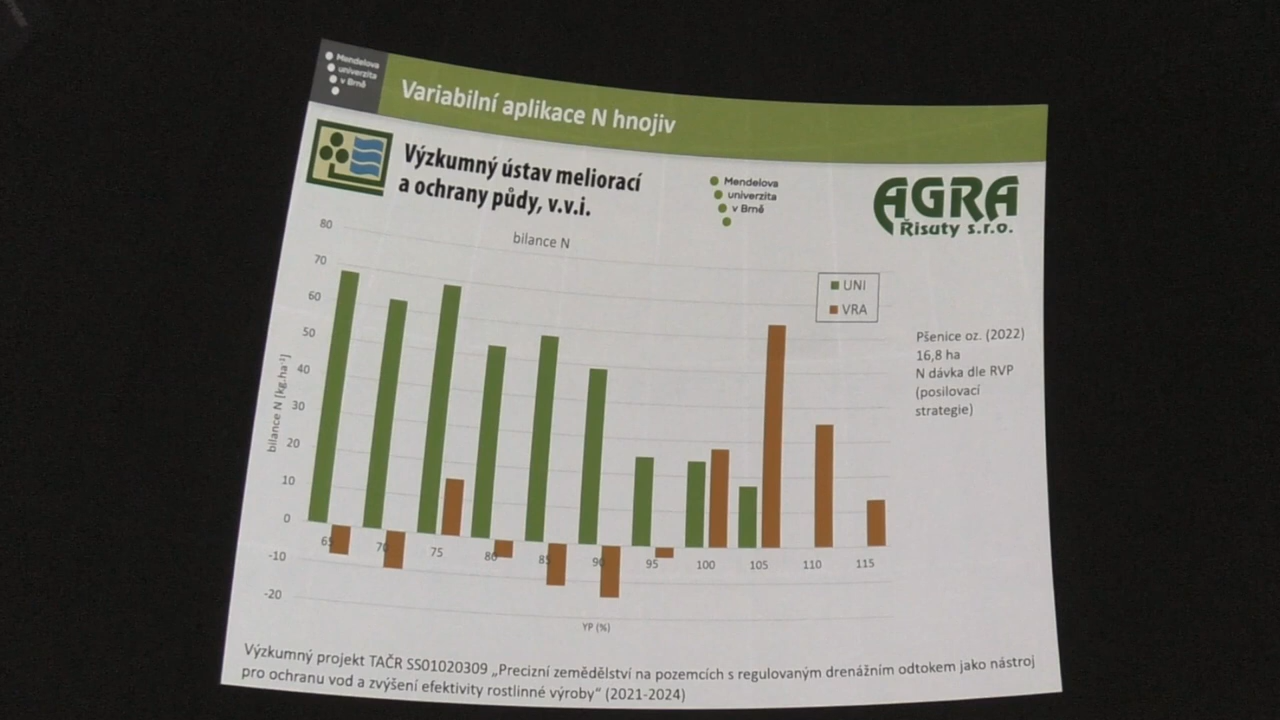 Mendelova
univerzita
v Brně
Variabilní aplikace N hnojiv
Výzkumný ústav meliorací
a ochrany půdy, v.v.i.
Mendelova
univerzita
v Brně
AGRA
Řisuty s.r.o.
bilance N
80
70
60
50
40
30
20
10
0
-10
-20
bilance N [kg.ha⁻¹]
UNI
VRA
65 70 75 80 85 90 95 100 105 110 115
YP (%)
Pšenice oz. (2022)
16,8 ha
N dávka dle RVP
(posilovací
strategie)
Výzkumný projekt TAČR SS01020309 „Precizní zemědělství na pozemcích s regulovaným drenážním odtokem jako nástroj
pro ochranu vod a zvýšení efektivity rostlinné výroby“ (2021-2024)